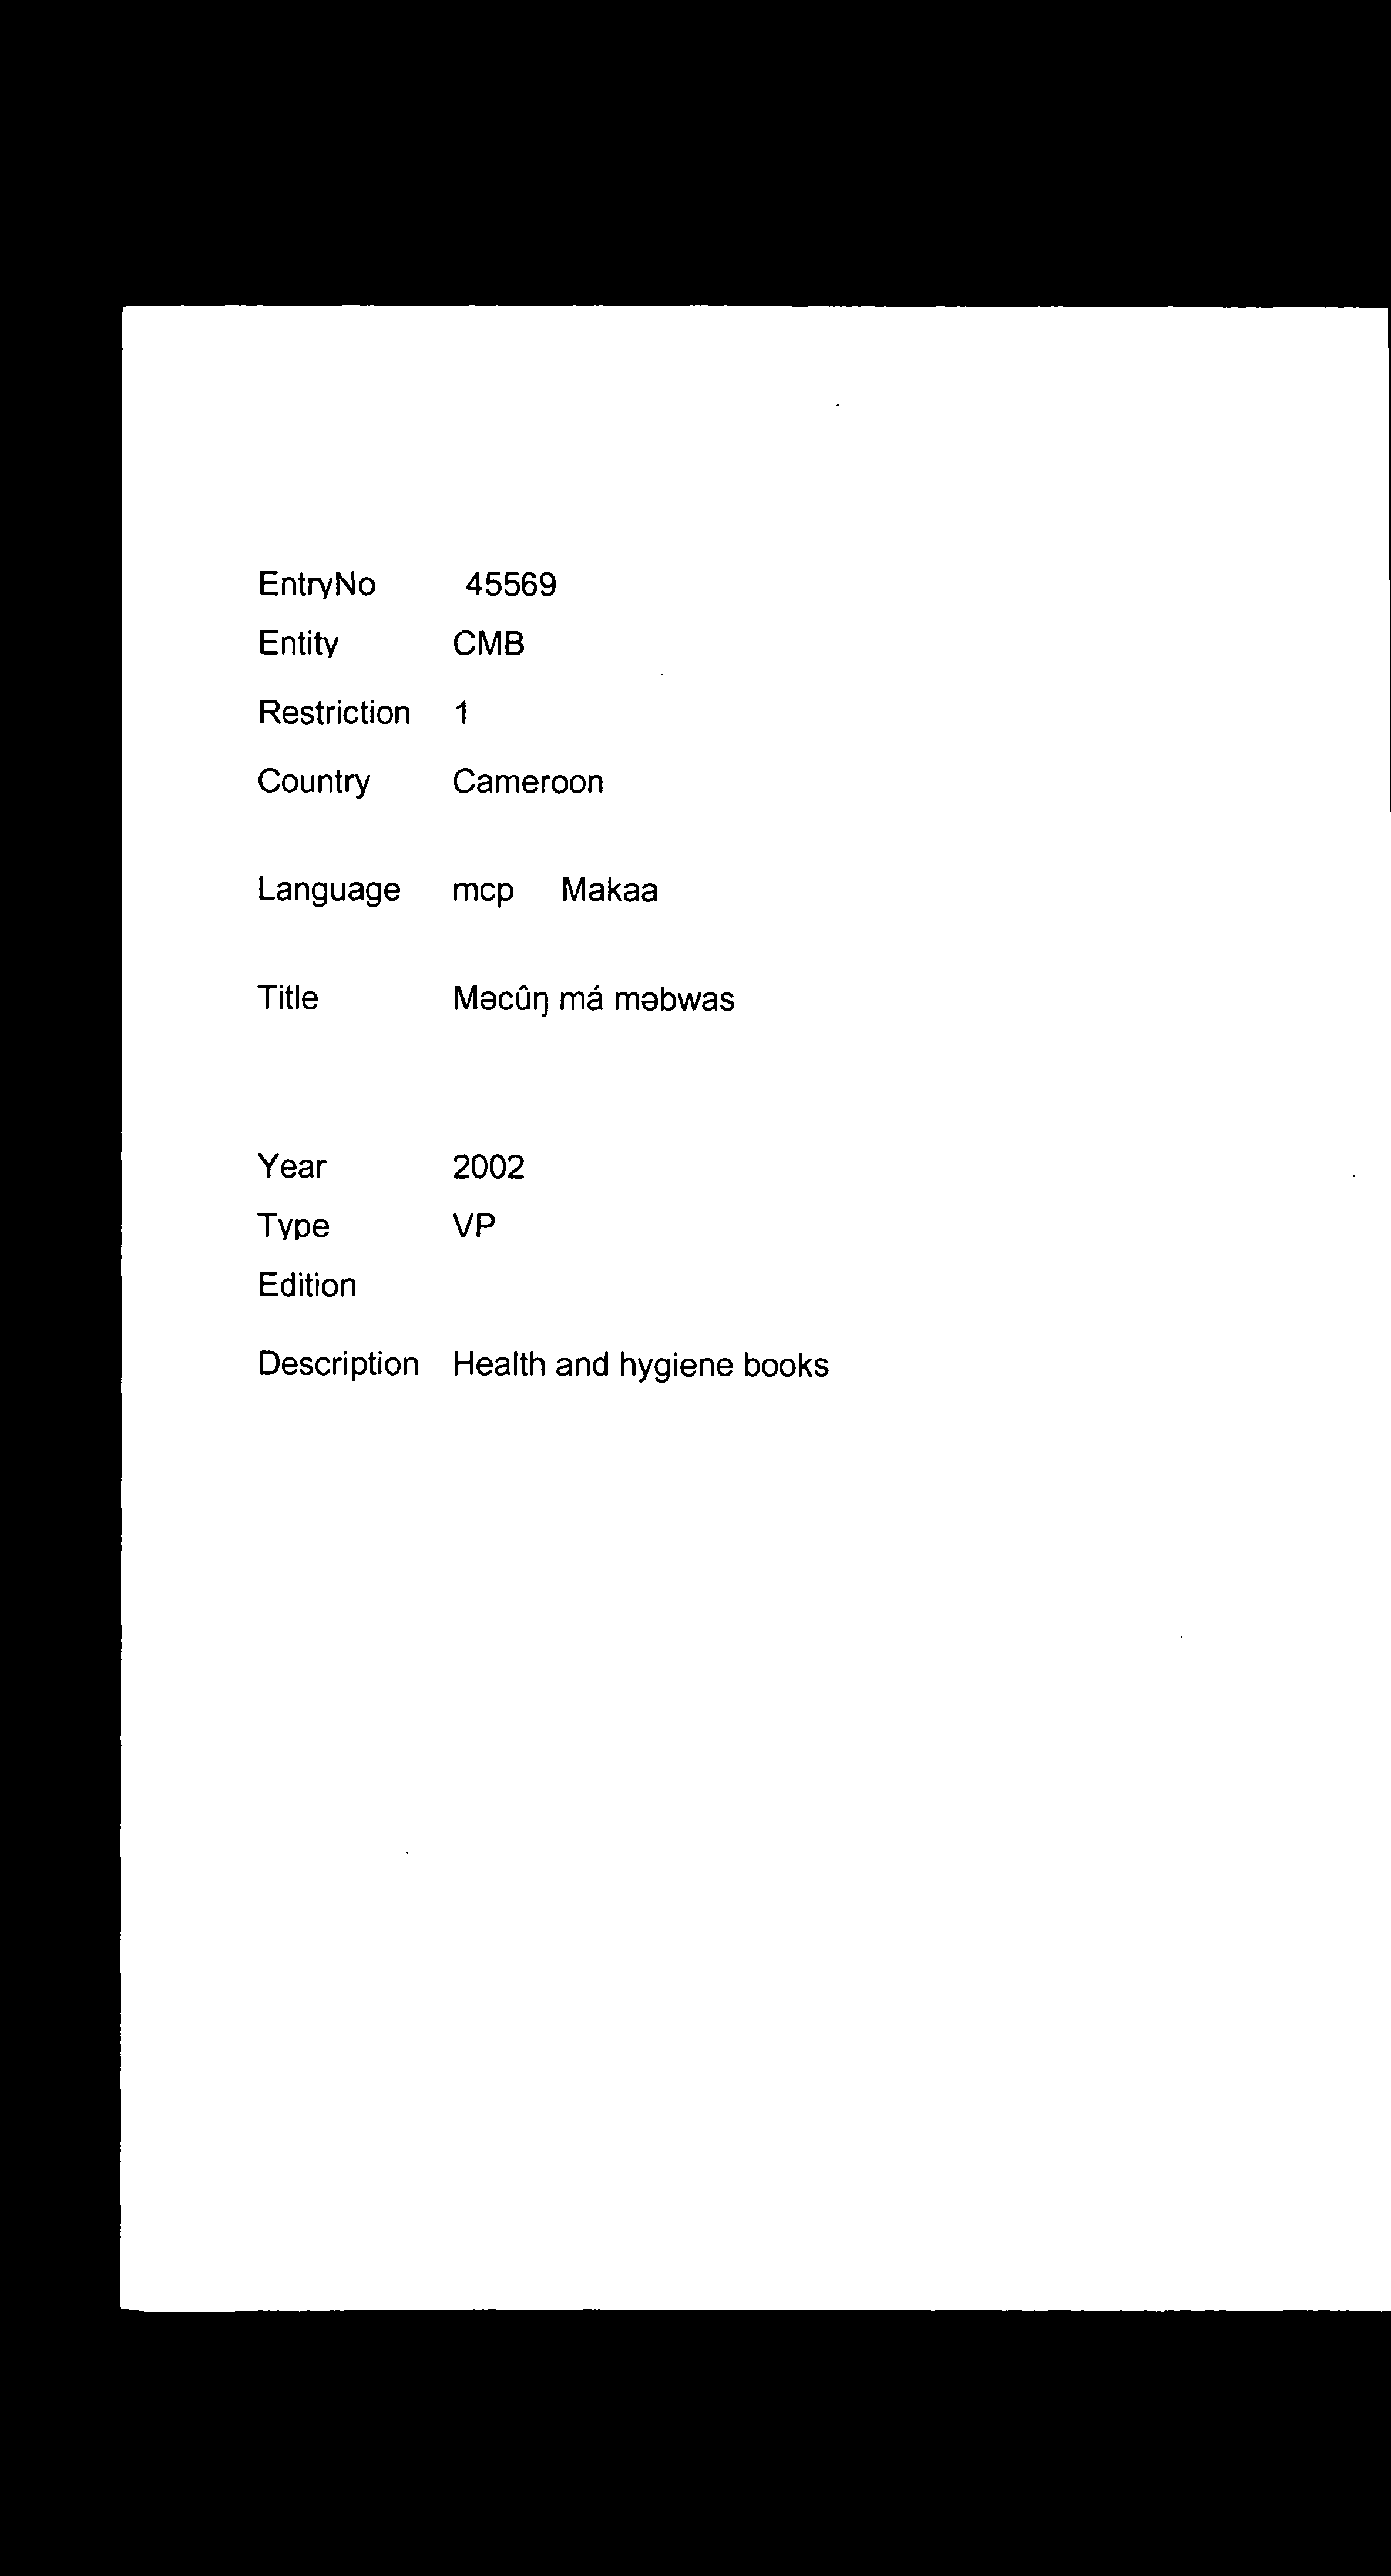 EntryNo 45569
Entity CMB
Restriction 1
Country Cameroon
Language mcp Makaa
Title Məcûŋ má məbwas
Year 2002
Type VP
Edition
Description Health and hygiene books